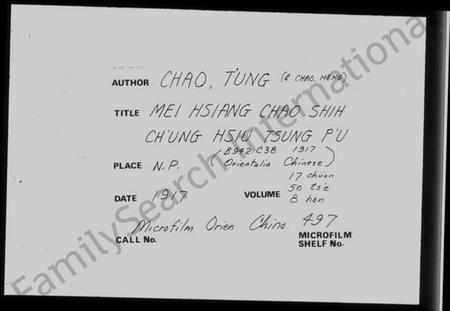 AUTHOR CHAO, T'UNG (& CHAO, HENG)
TITLE MEI HSIANG CHAO SHIH
CH'UNG HSIU TSUNG P'U
(B942 C38 1917
PLACE N.P. Orientalia Chinese)
17 chüan
50 ts'e
DATE 1917 VOLUME 8 han
Microfilm Orien China 497
CALL No. MICROFILM
SHELF No.
FamilySearch International